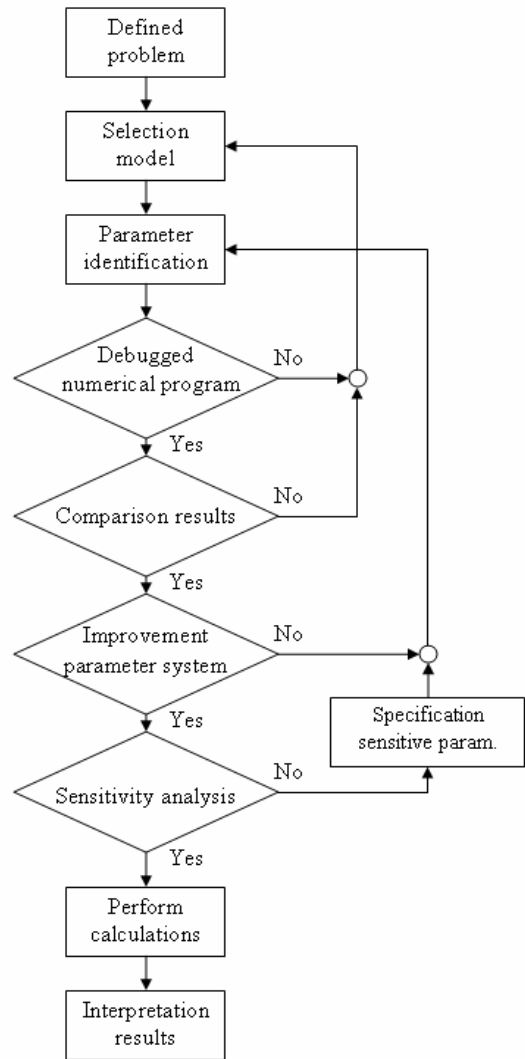 Defined
problem
Selection
model
Parameter
identification
Debugged
numerical program
No
Yes
Comparison results
No
Yes
Improvement
parameter system
No
Yes
Specification
sensitive param.
Sensitivity analysis
No
Yes
Perform
calculations
Interpretation
results